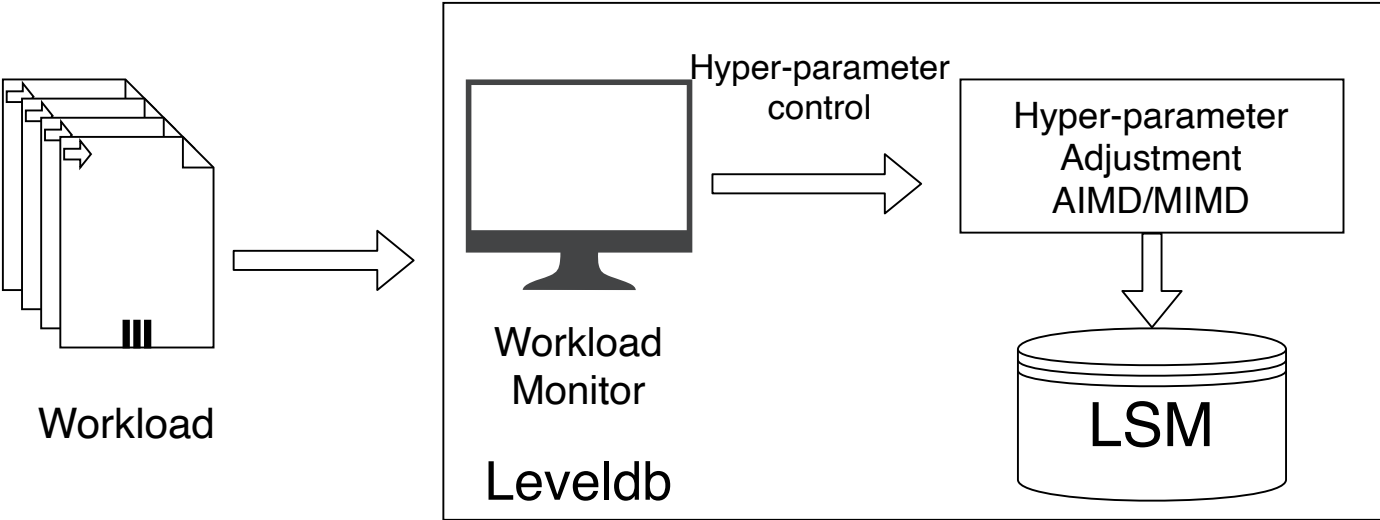 Workload
Workload
Monitor
Leveldb
Hyper-parameter
control
Hyper-parameter
Adjustment
AIMD/MIMD
LSM